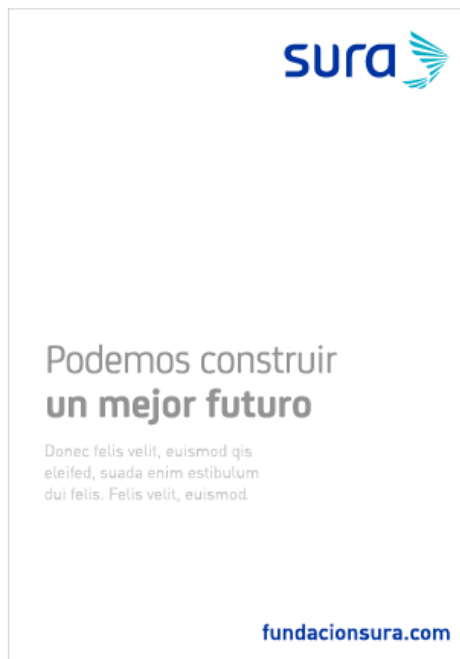 sura
Podemos construir
un mejor futuro
Donec felis velit, euismod qis
eleifed, suada enim estibulum
dui felis. Felis velit, euismod
fundacionsura.com